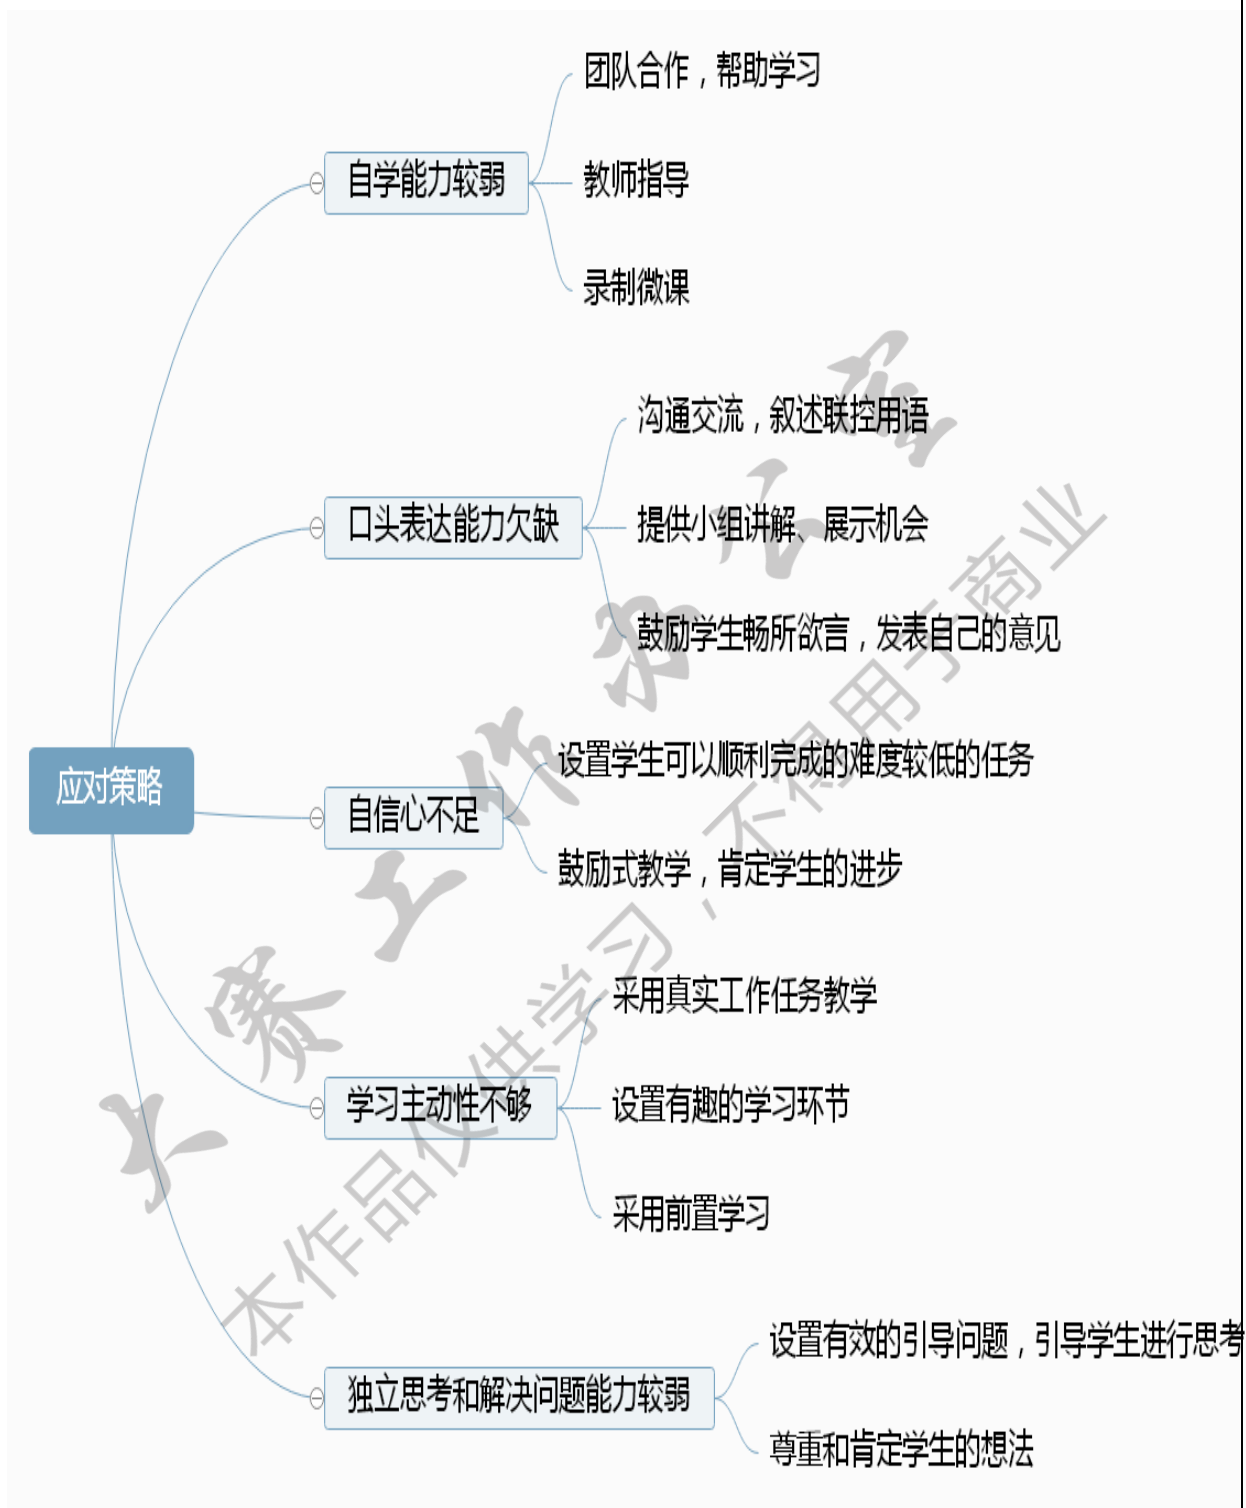 团队合作，帮助学习
自学能力较弱
教师指导
录制微课
沟通交流，叙述联控用语
口头表达能力欠缺
提供小组讲解、展示机会
鼓励学生畅所欲言，发表自己的意见
应对策略
设置学生可以顺利完成的难度较低的任务
自信心不足
鼓励式教学，肯定学生的进步
采用真实工作任务教学
学习主动性不够
设置有趣的学习环节
采用前置学习
设置有效的引导问题，引导学生进行思考
独立思考和解决问题能力较弱
尊重和肯定学生的想法
大赛工作办公室
本作品仅供学习，不得用于商业